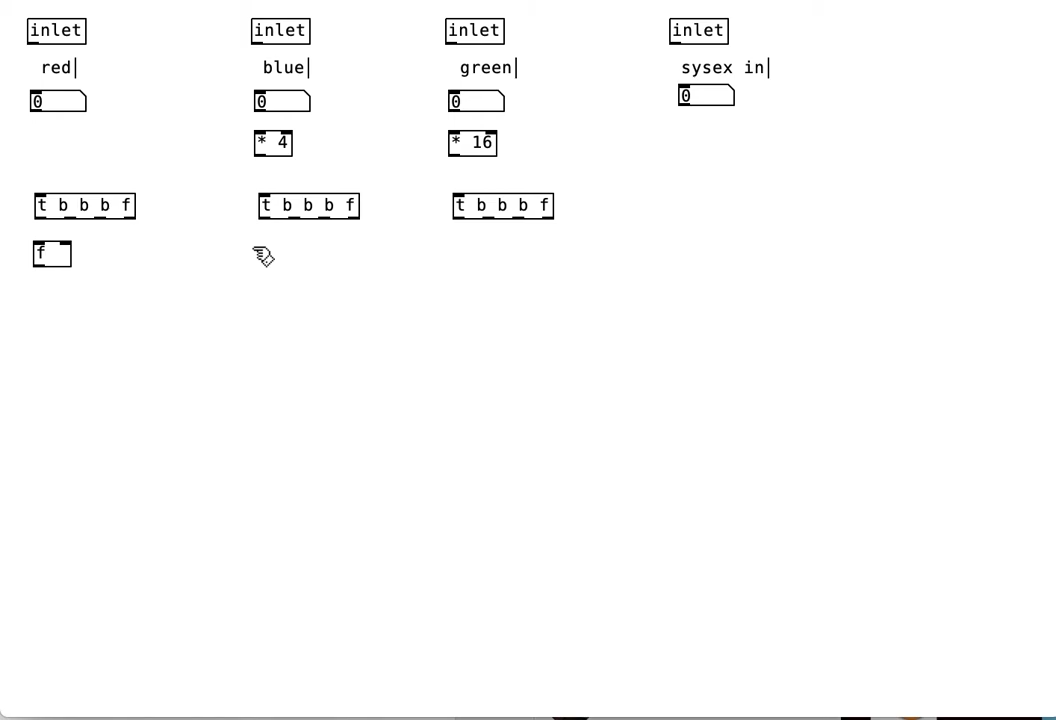 inlet inlet inlet inlet
red blue green sysex in
0 0 0 0
* 4 * 16
t b b b f t b b b f t b b b f
f